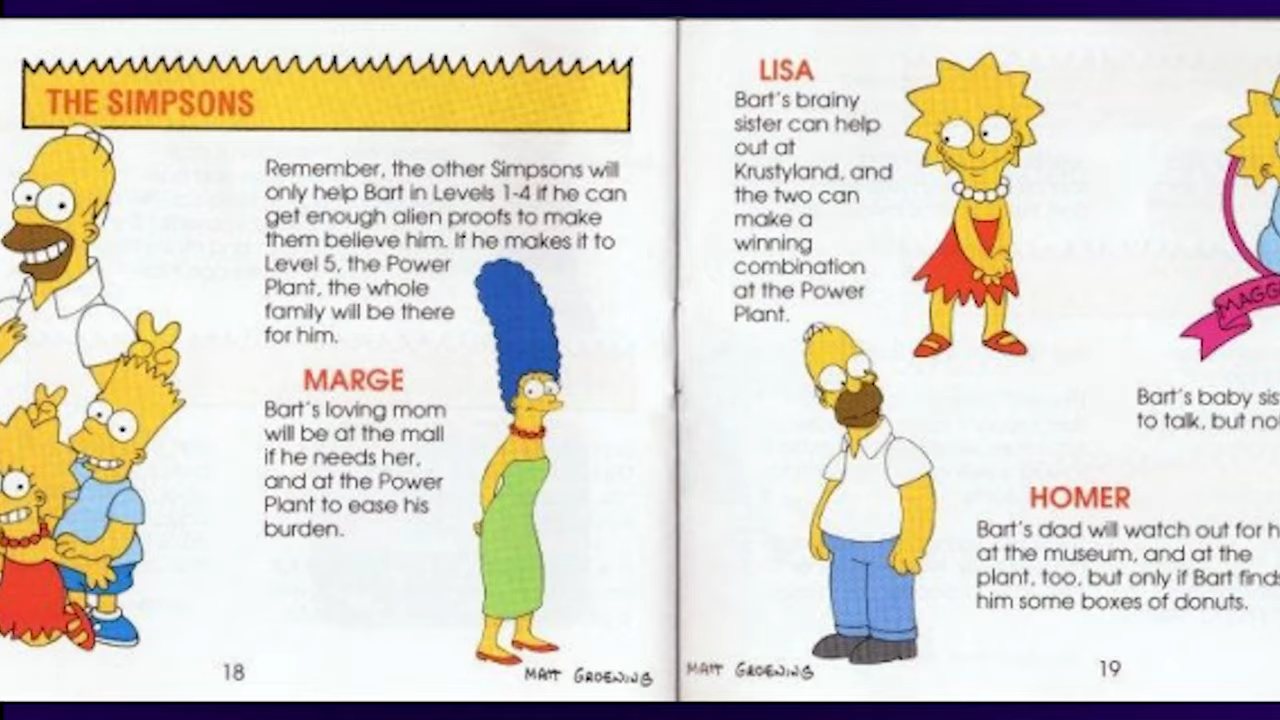 THE SIMPSONS
Remember, the other Simpsons will
only help Bart in Levels 1-4 if he can
get enough alien proofs to make
them believe him. If he makes it to
Level 5, the Power
Plant, the whole
family will be there
for him.
MARGE
Bart's loving mom
will be at the mall
if he needs her,
and at the Power
Plant to ease his
burden.
18
MATT GROENING
LISA
Bart's brainy
sister can help
out at
Krustyland, and
the two can
make a
winning
combination
at the Power
Plant.
MAGG
Bart's baby sis
to talk, but no
HOMER
Bart's dad will watch out for h
at the museum, and at the
plant, too, but only if Bart finds
him some boxes of donuts.
MATT GROENING
19